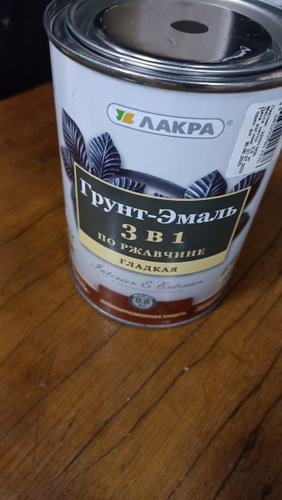 ЛАКРА
Грунт-Эмаль
3 в 1
ПО РЖАВЧИНЕ
ГЛАДКАЯ
Interior & Exterior